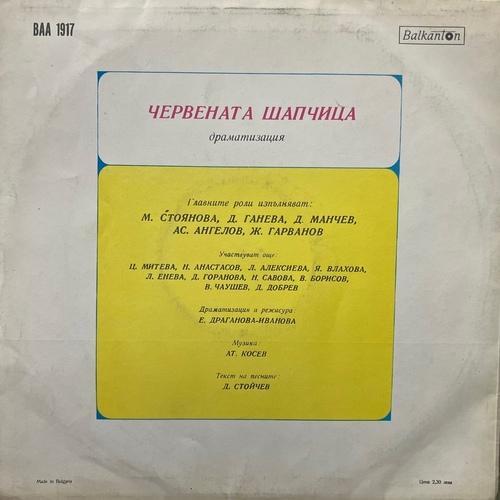 ВАА 1917
Balkanton
ЧЕРВЕНАТА ШАПЧИЦА
драматизация
Главните роли изпълняват:
М. СТОЯНОВА, Д. ГАНЕВА, Д. МАНЧЕВ,
АС. АНГЕЛОВ, Ж. ГАРВАНОВ
Участвуват още:
Ц. МИТЕВА, Н. АНАСТАСОВ, Л. АЛЕКСИЕВА, Я. ВЛАХОВА,
Л. ЕНЕВА, Д. ГОРАНОВА, Н. САВОВА, В. БОРИСОВ,
В. ЧАУШЕВ, Д. ДОБРЕВ
Драматизация и режисура:
Е. ДРАГАНОВА-ИВАНОВА
Музика:
АТ. КОСЕВ
Текст на песните:
Д. СТОЙЧЕВ
Made in Bulgaria
Цена 2,30 лева